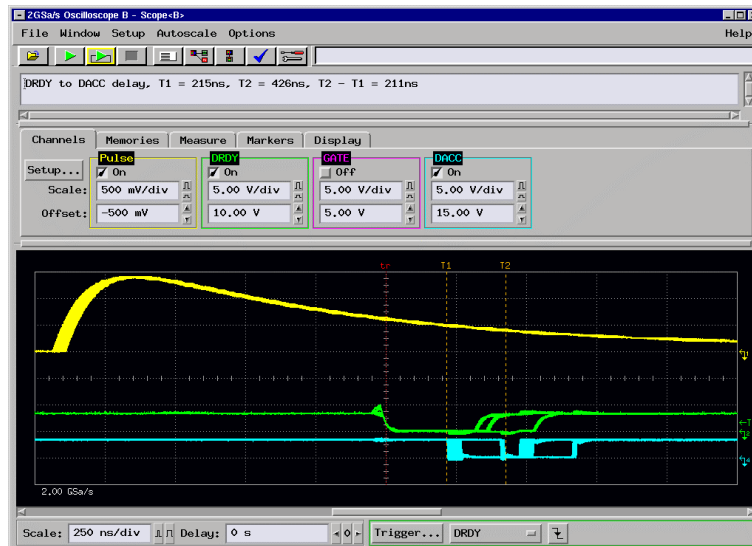 2GSa/s Oscilloscope B - Scope<B>
File Window Setup Autoscale Options Help
DRDY to DACC delay, T1 = 215ns, T2 = 426ns, T2 - T1 = 211ns
Channels Memories Measure Markers Display
Pulse DRDY GATE DACC
Setup... On On Off On
Scale: 500 mV/div 5.00 V/div 5.00 V/div 5.00 V/div
Offset: -500 mV 10.00 V 5.00 V 15.00 V
T1 T2
2.00 GSa/s
Scale: 250 ns/div Delay: 0 s Trigger... DRDY